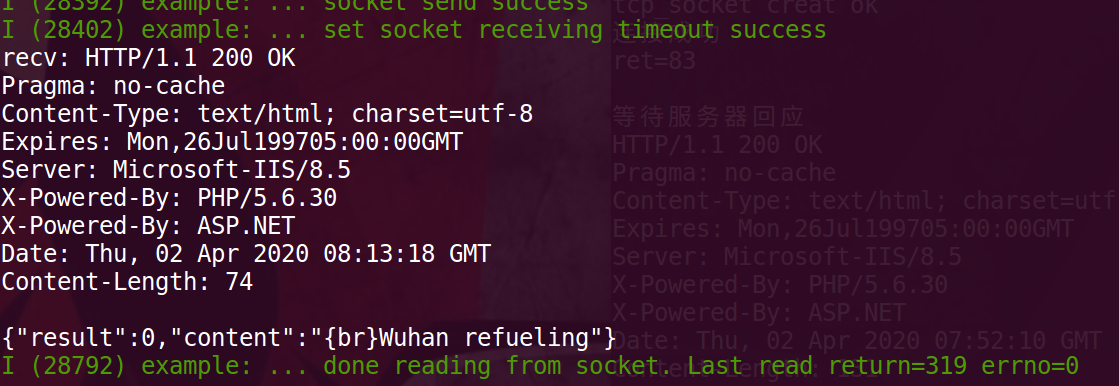 I (28392) example: ... socket send success
I (28402) example: ... set socket receiving timeout success
recv: HTTP/1.1 200 OK
Pragma: no-cache
Content-Type: text/html; charset=utf-8
Expires: Mon,26Jul199705:00:00GMT
Server: Microsoft-IIS/8.5
X-Powered-By: PHP/5.6.30
X-Powered-By: ASP.NET
Date: Thu, 02 Apr 2020 08:13:18 GMT
Content-Length: 74
{"result":0,"content":"{br}Wuhan refueling"}
I (28792) example: ... done reading from socket. Last read return=319 errno=0
tcp socket creat ok
ret=83
等待服务器回应
HTTP/1.1 200 OK
Pragma: no-cache
Content-Type: text/html; charset=utf
Expires: Mon,26Jul199705:00:00GMT
Server: Microsoft-IIS/8.5
X-Powered-By: PHP/5.6.30
X-Powered-By: ASP.NET
Date: Thu, 02 Apr 2020 07:52:10 GMT